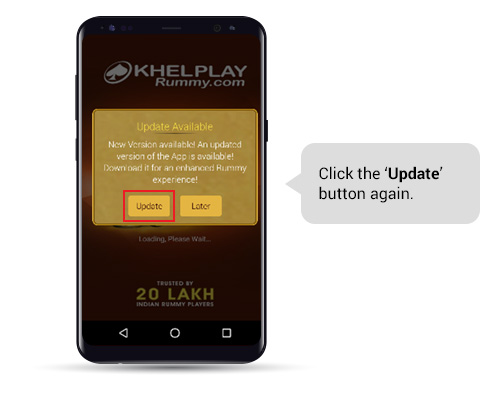 KHELPLAY
Rummy.com
Update Available
New Version available! An updated
version of the App is available!
Download it for an enhanced Rummy
experience!
Update
Later
Loading, Please Wait...
TRUSTED BY
20 LAKH
INDIAN RUMMY PLAYERS
Click the ‘Update’
button again.